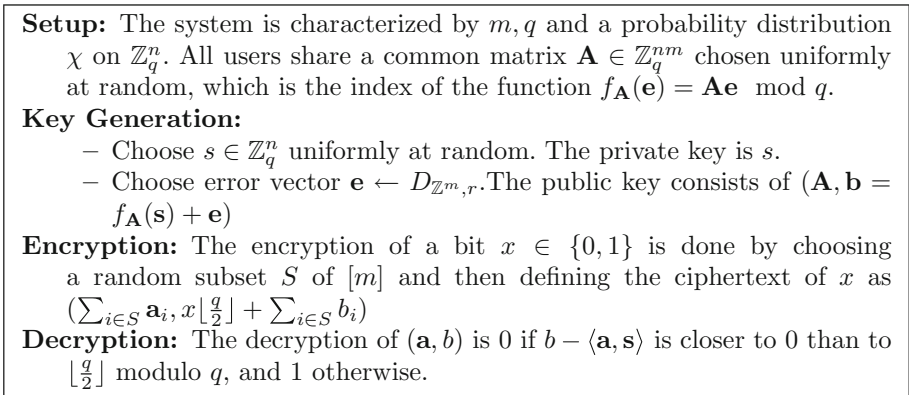 Setup: The system is characterized by m, q and a probability distribution
χ on ℤ_q^n. All users share a common matrix A ∈ ℤ_q^{nm} chosen uniformly
at random, which is the index of the function f_A(e) = Ae mod q.
Key Generation:
– Choose s ∈ ℤ_q^n uniformly at random. The private key is s.
– Choose error vector e ← D_{ℤ^m,r}.The public key consists of (A, b =
f_A(s) + e)
Encryption: The encryption of a bit x ∈ {0, 1} is done by choosing
a random subset S of [m] and then defining the ciphertext of x as
(∑_{i∈S} a_i, x⌊q/2⌋ + ∑_{i∈S} b_i)
Decryption: The decryption of (a, b) is 0 if b − ⟨a, s⟩ is closer to 0 than to
⌊q/2⌋ modulo q, and 1 otherwise.